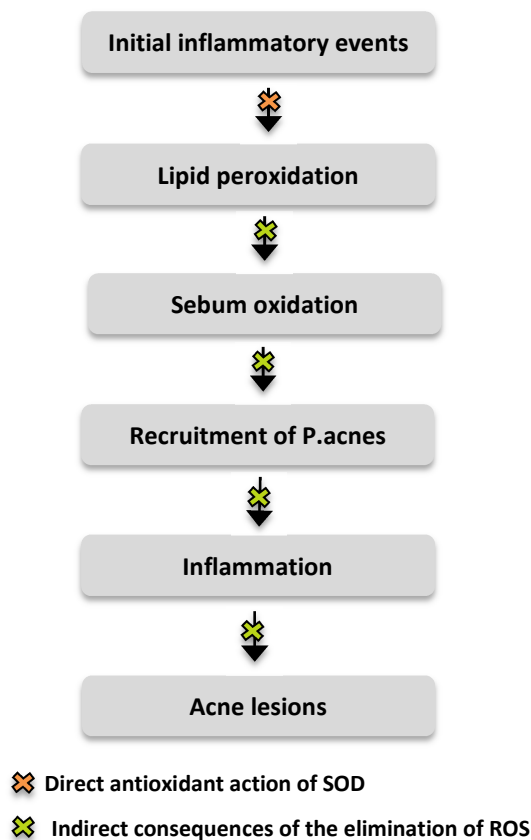 Initial inflammatory events
Lipid peroxidation
Sebum oxidation
Recruitment of P.acnes
Inflammation
Acne lesions
Direct antioxidant action of SOD
Indirect consequences of the elimination of ROS